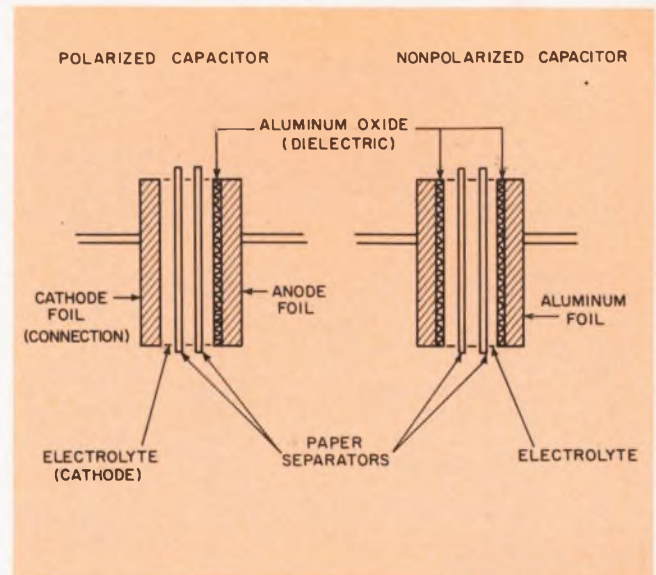 POLARIZED CAPACITOR
NONPOLARIZED CAPACITOR
ALUMINUM OXIDE
(DIELECTRIC)
CATHODE
FOIL
(CONNECTION)
ANODE
FOIL
ALUMINUM
FOIL
ELECTROLYTE
(CATHODE)
PAPER
SEPARATORS
ELECTROLYTE